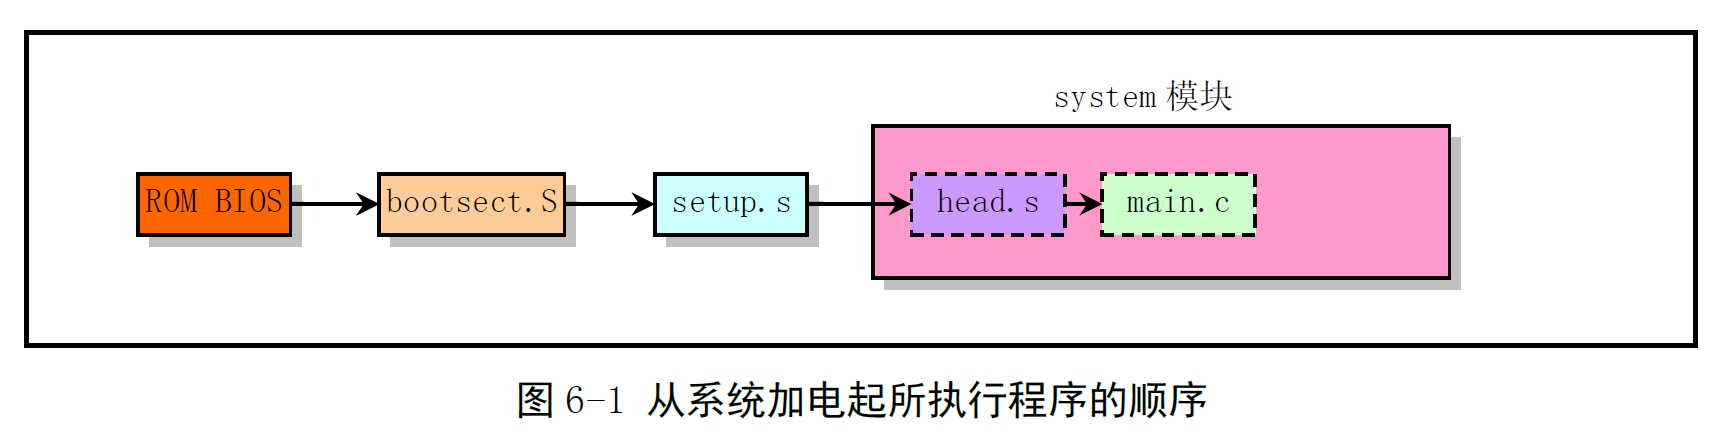 system 模块
ROM BIOS
bootsect.S
setup.s
head.s
main.c
图 6-1 从系统加电起所执行程序的顺序